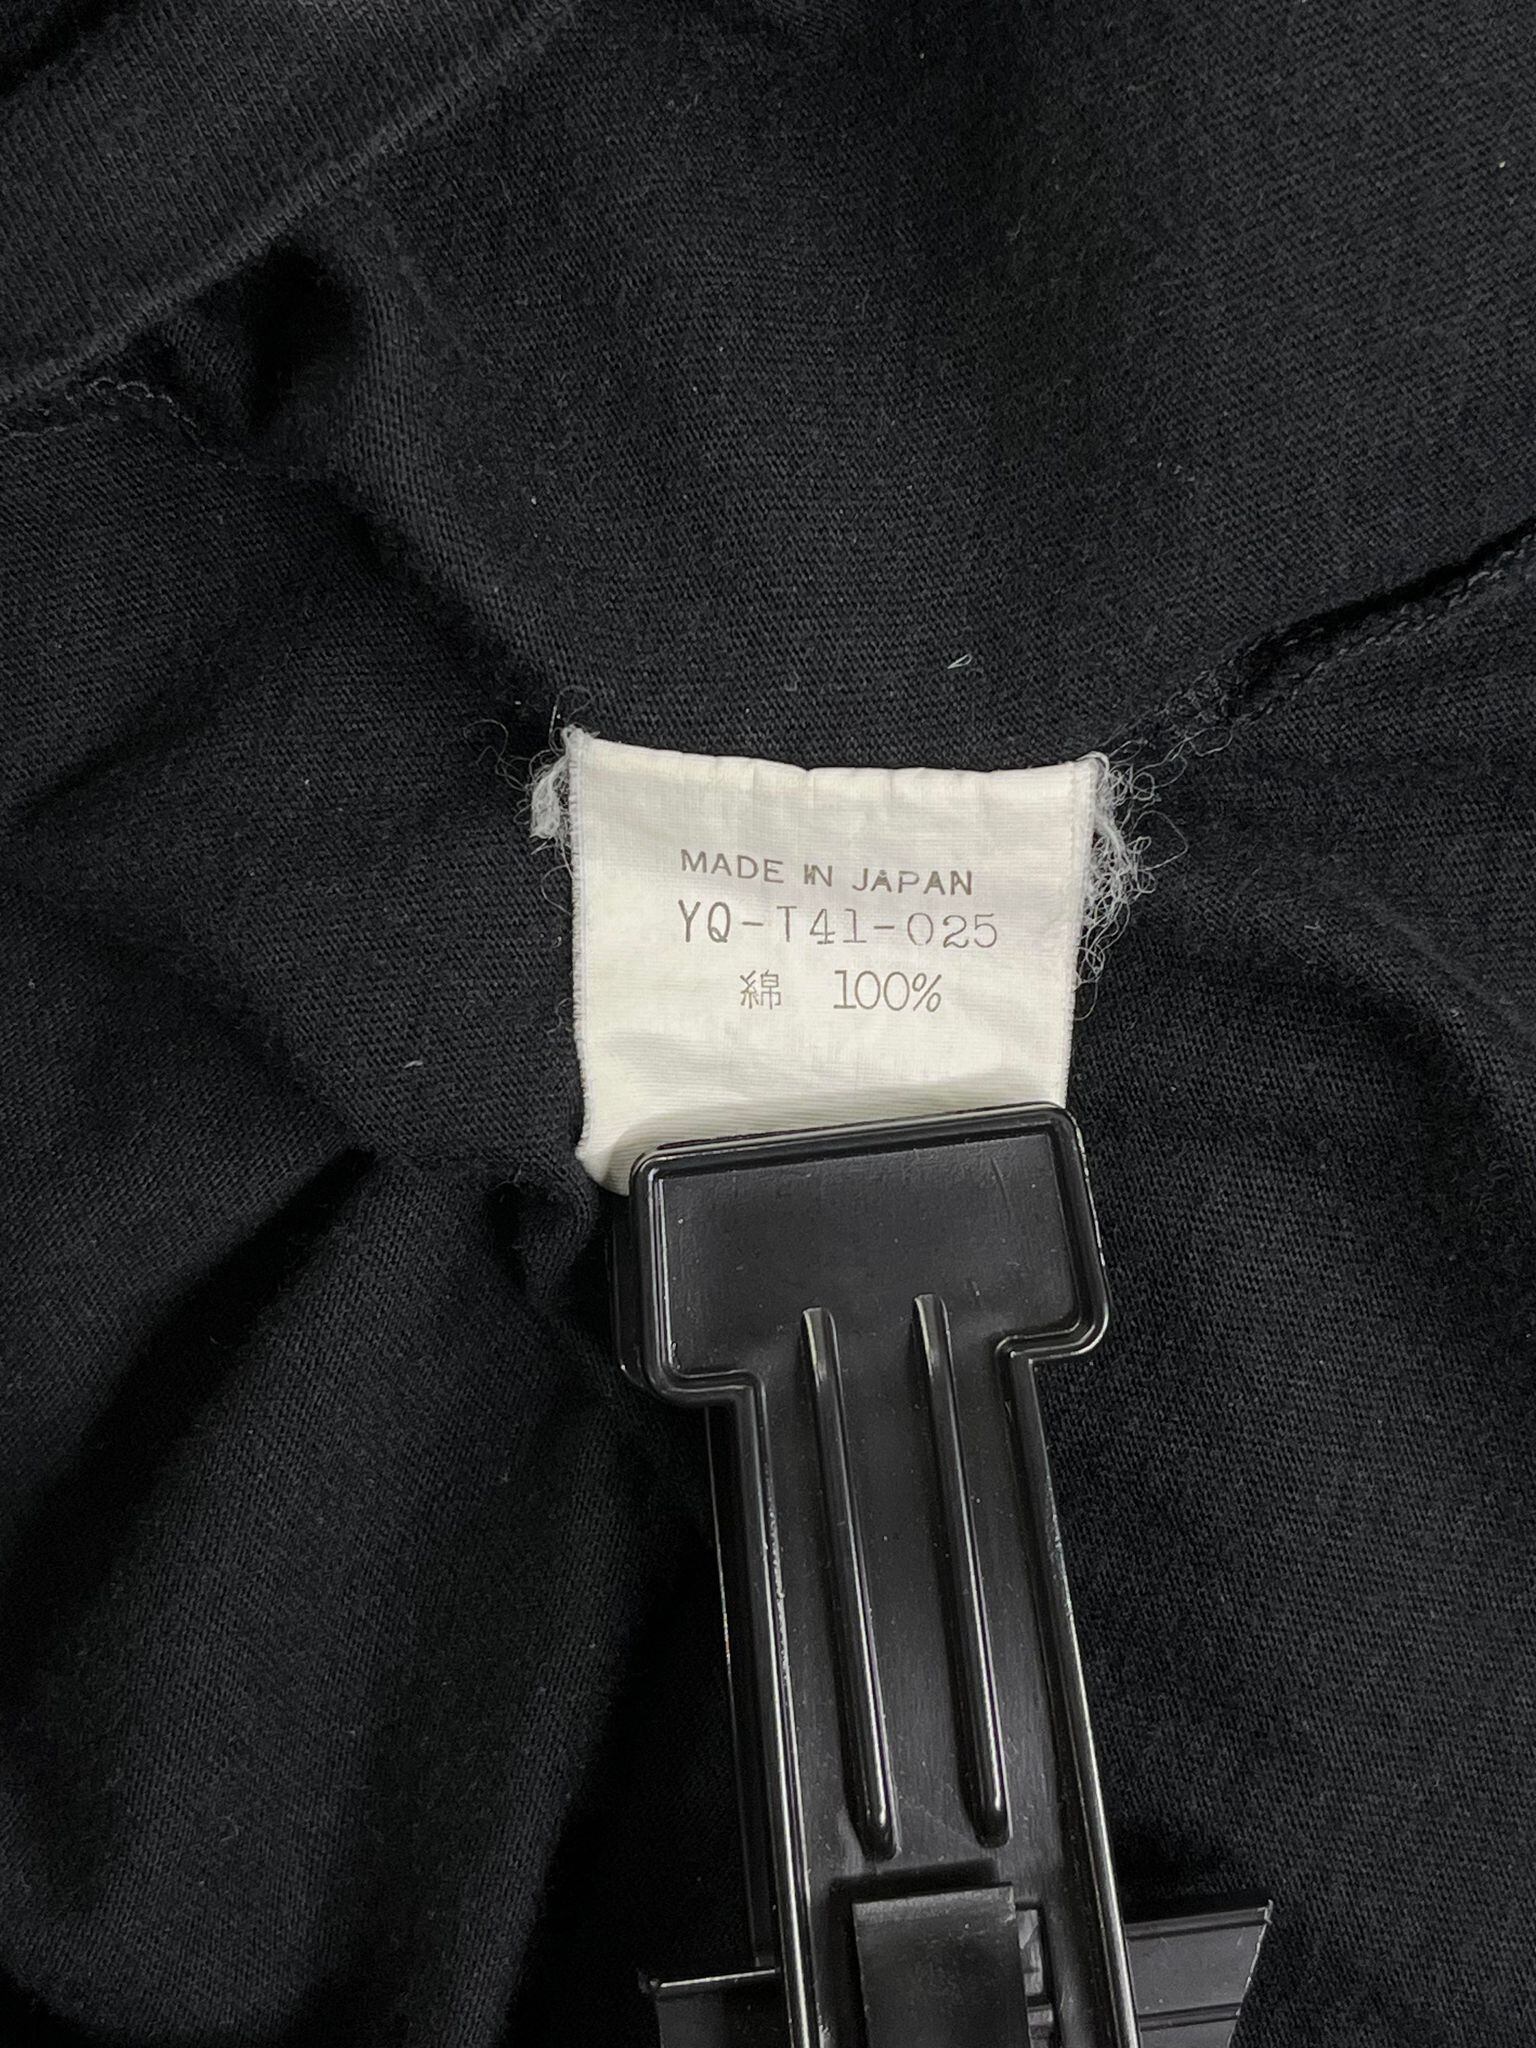 MADE IN JAPAN
YQ-T41-025
綿 100%